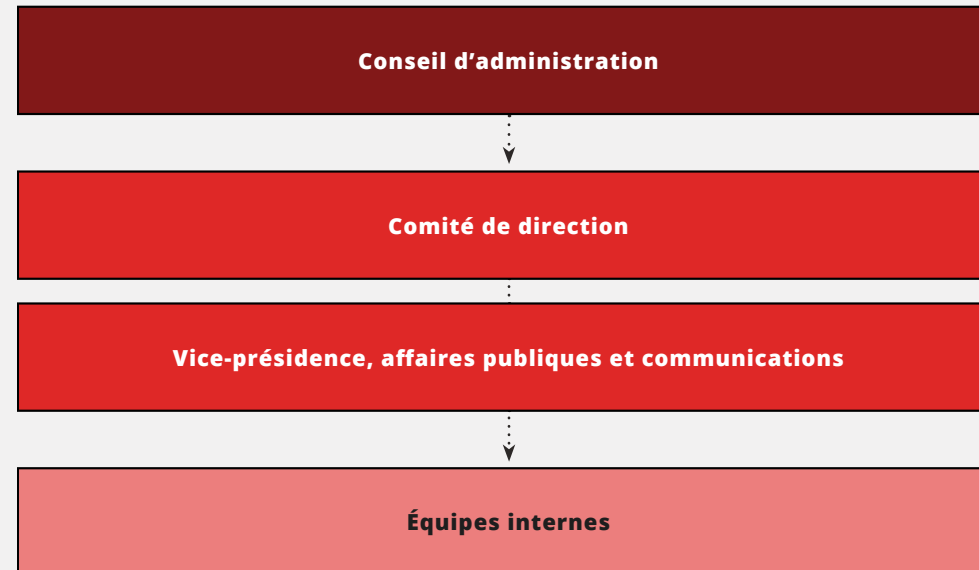 Conseil d’administration
Comité de direction
Vice-présidence, affaires publiques et communications
Équipes internes